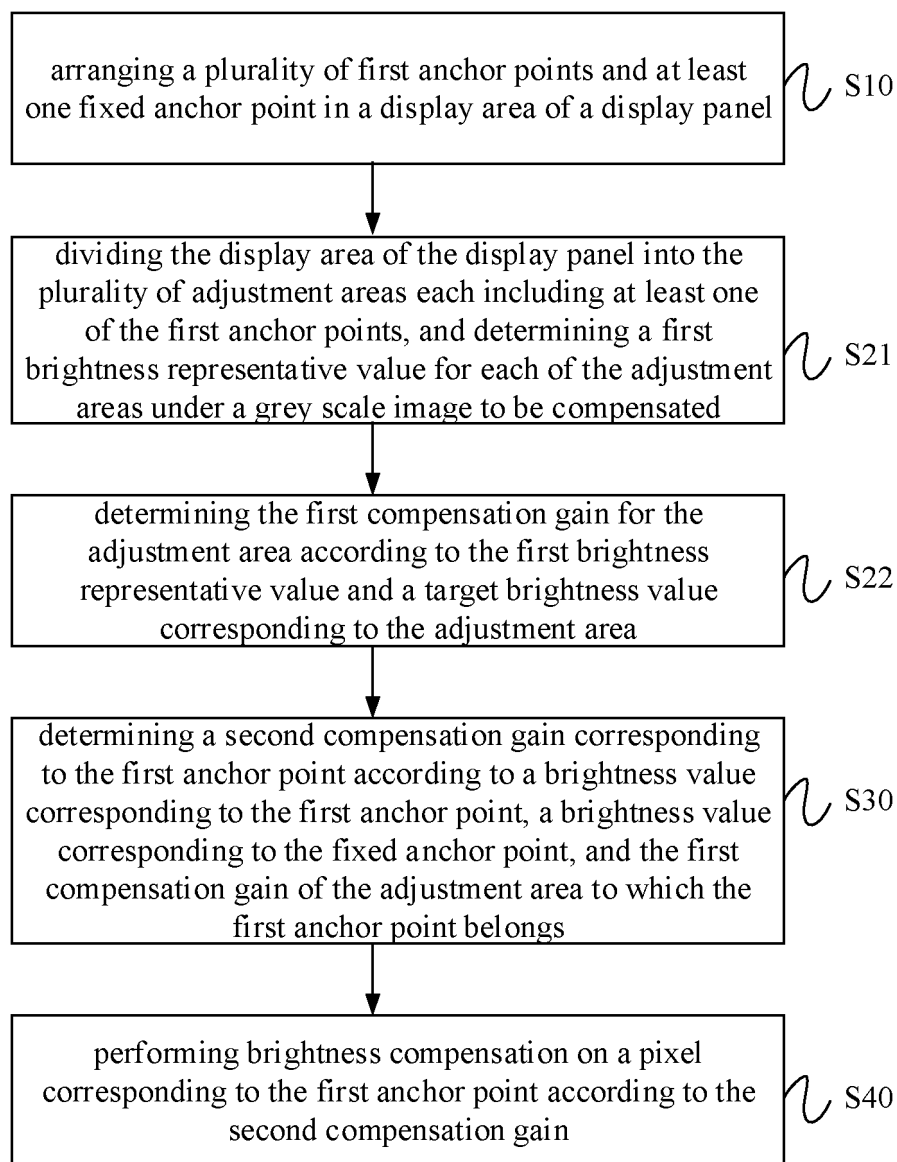 arranging a plurality of first anchor points and at least
one fixed anchor point in a display area of a display panel
S10
dividing the display area of the display panel into the
plurality of adjustment areas each including at least one
of the first anchor points, and determining a first
brightness representative value for each of the adjustment
areas under a grey scale image to be compensated
S21
determining the first compensation gain for the
adjustment area according to the first brightness
representative value and a target brightness value
corresponding to the adjustment area
S22
determining a second compensation gain corresponding
to the first anchor point according to a brightness value
corresponding to the first anchor point, a brightness value
corresponding to the fixed anchor point, and the first
compensation gain of the adjustment area to which the
first anchor point belongs
S30
performing brightness compensation on a pixel
corresponding to the first anchor point according to the
second compensation gain
S40